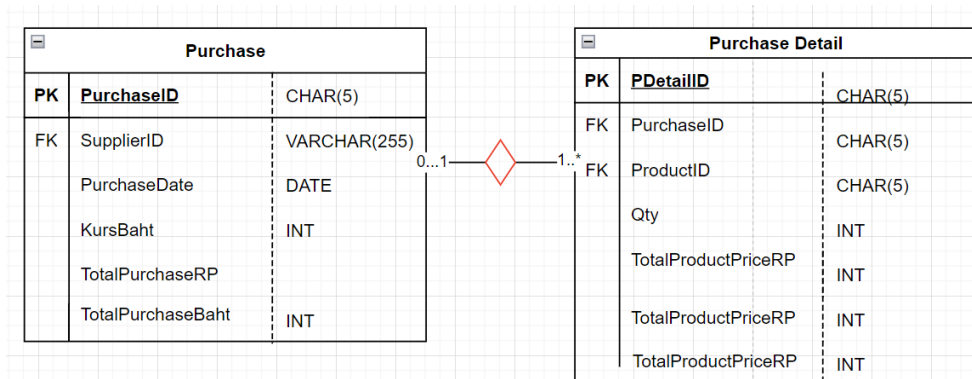 Purchase
PK PurchaseID CHAR(5)
FK SupplierID VARCHAR(255)
PurchaseDate DATE
KursBaht INT
TotalPurchaseRP
TotalPurchaseBaht INT
0...1
1..*
Purchase Detail
PK PDetailID CHAR(5)
FK PurchaseID CHAR(5)
FK ProductID CHAR(5)
Qty INT
TotalProductPriceRP INT
TotalProductPriceRP INT
TotalProductPriceRP INT